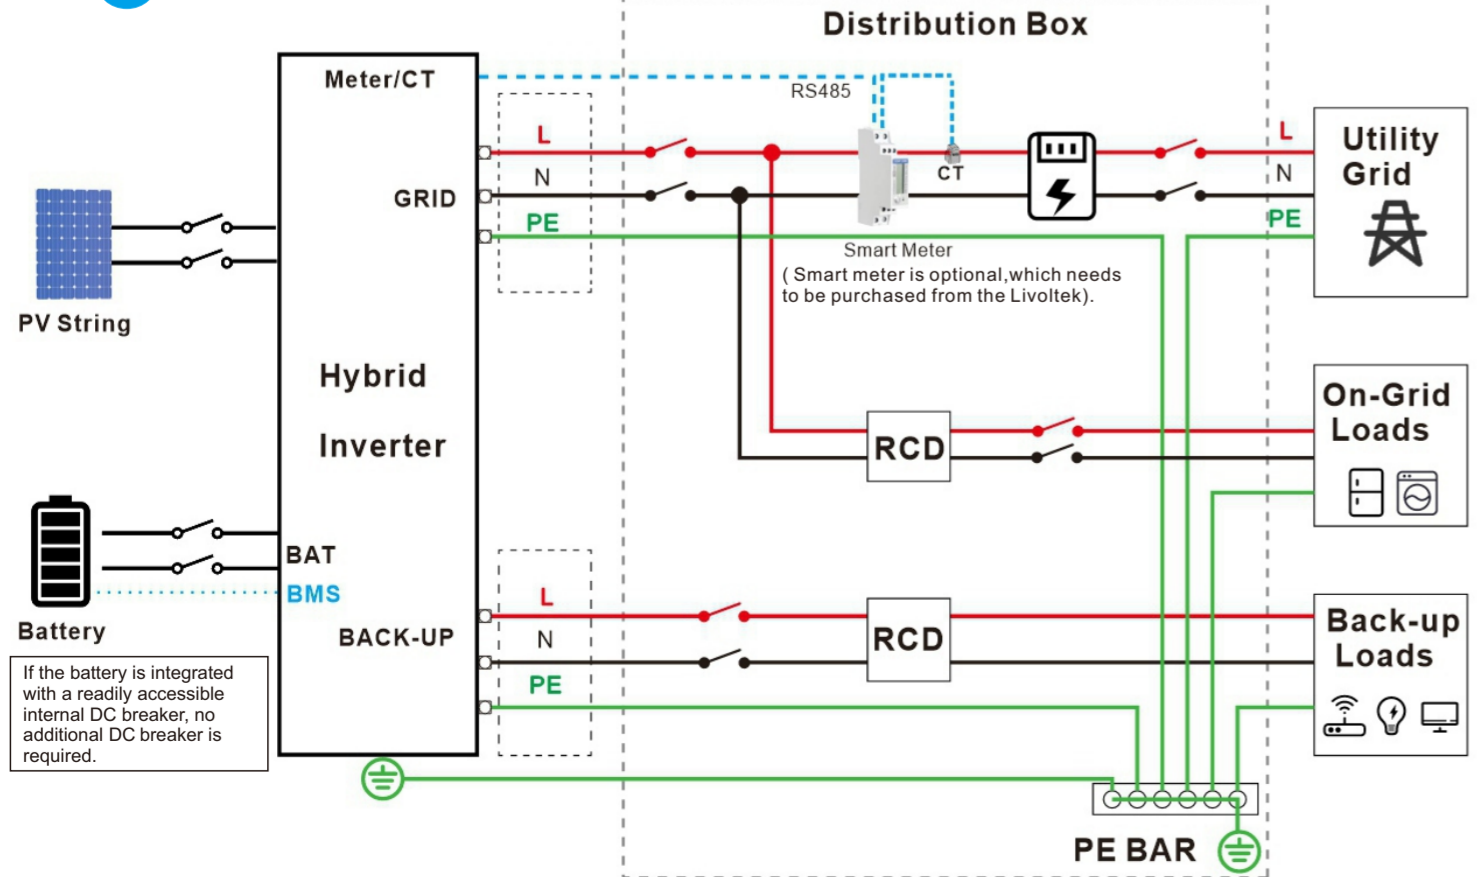 Distribution Box
Meter/CT
RS485
L
N
PE
GRID
CT
L
N
PE
Utility
Grid
Smart Meter
( Smart meter is optional,which needs
to be purchased from the Livoltek).
PV String
Hybrid
Inverter
RCD
On-Grid
Loads
BAT
BMS
Battery
If the battery is integrated
with a readily accessible
internal DC breaker, no
additional DC breaker is
required.
BACK-UP
L
N
PE
RCD
Back-up
Loads
PE BAR